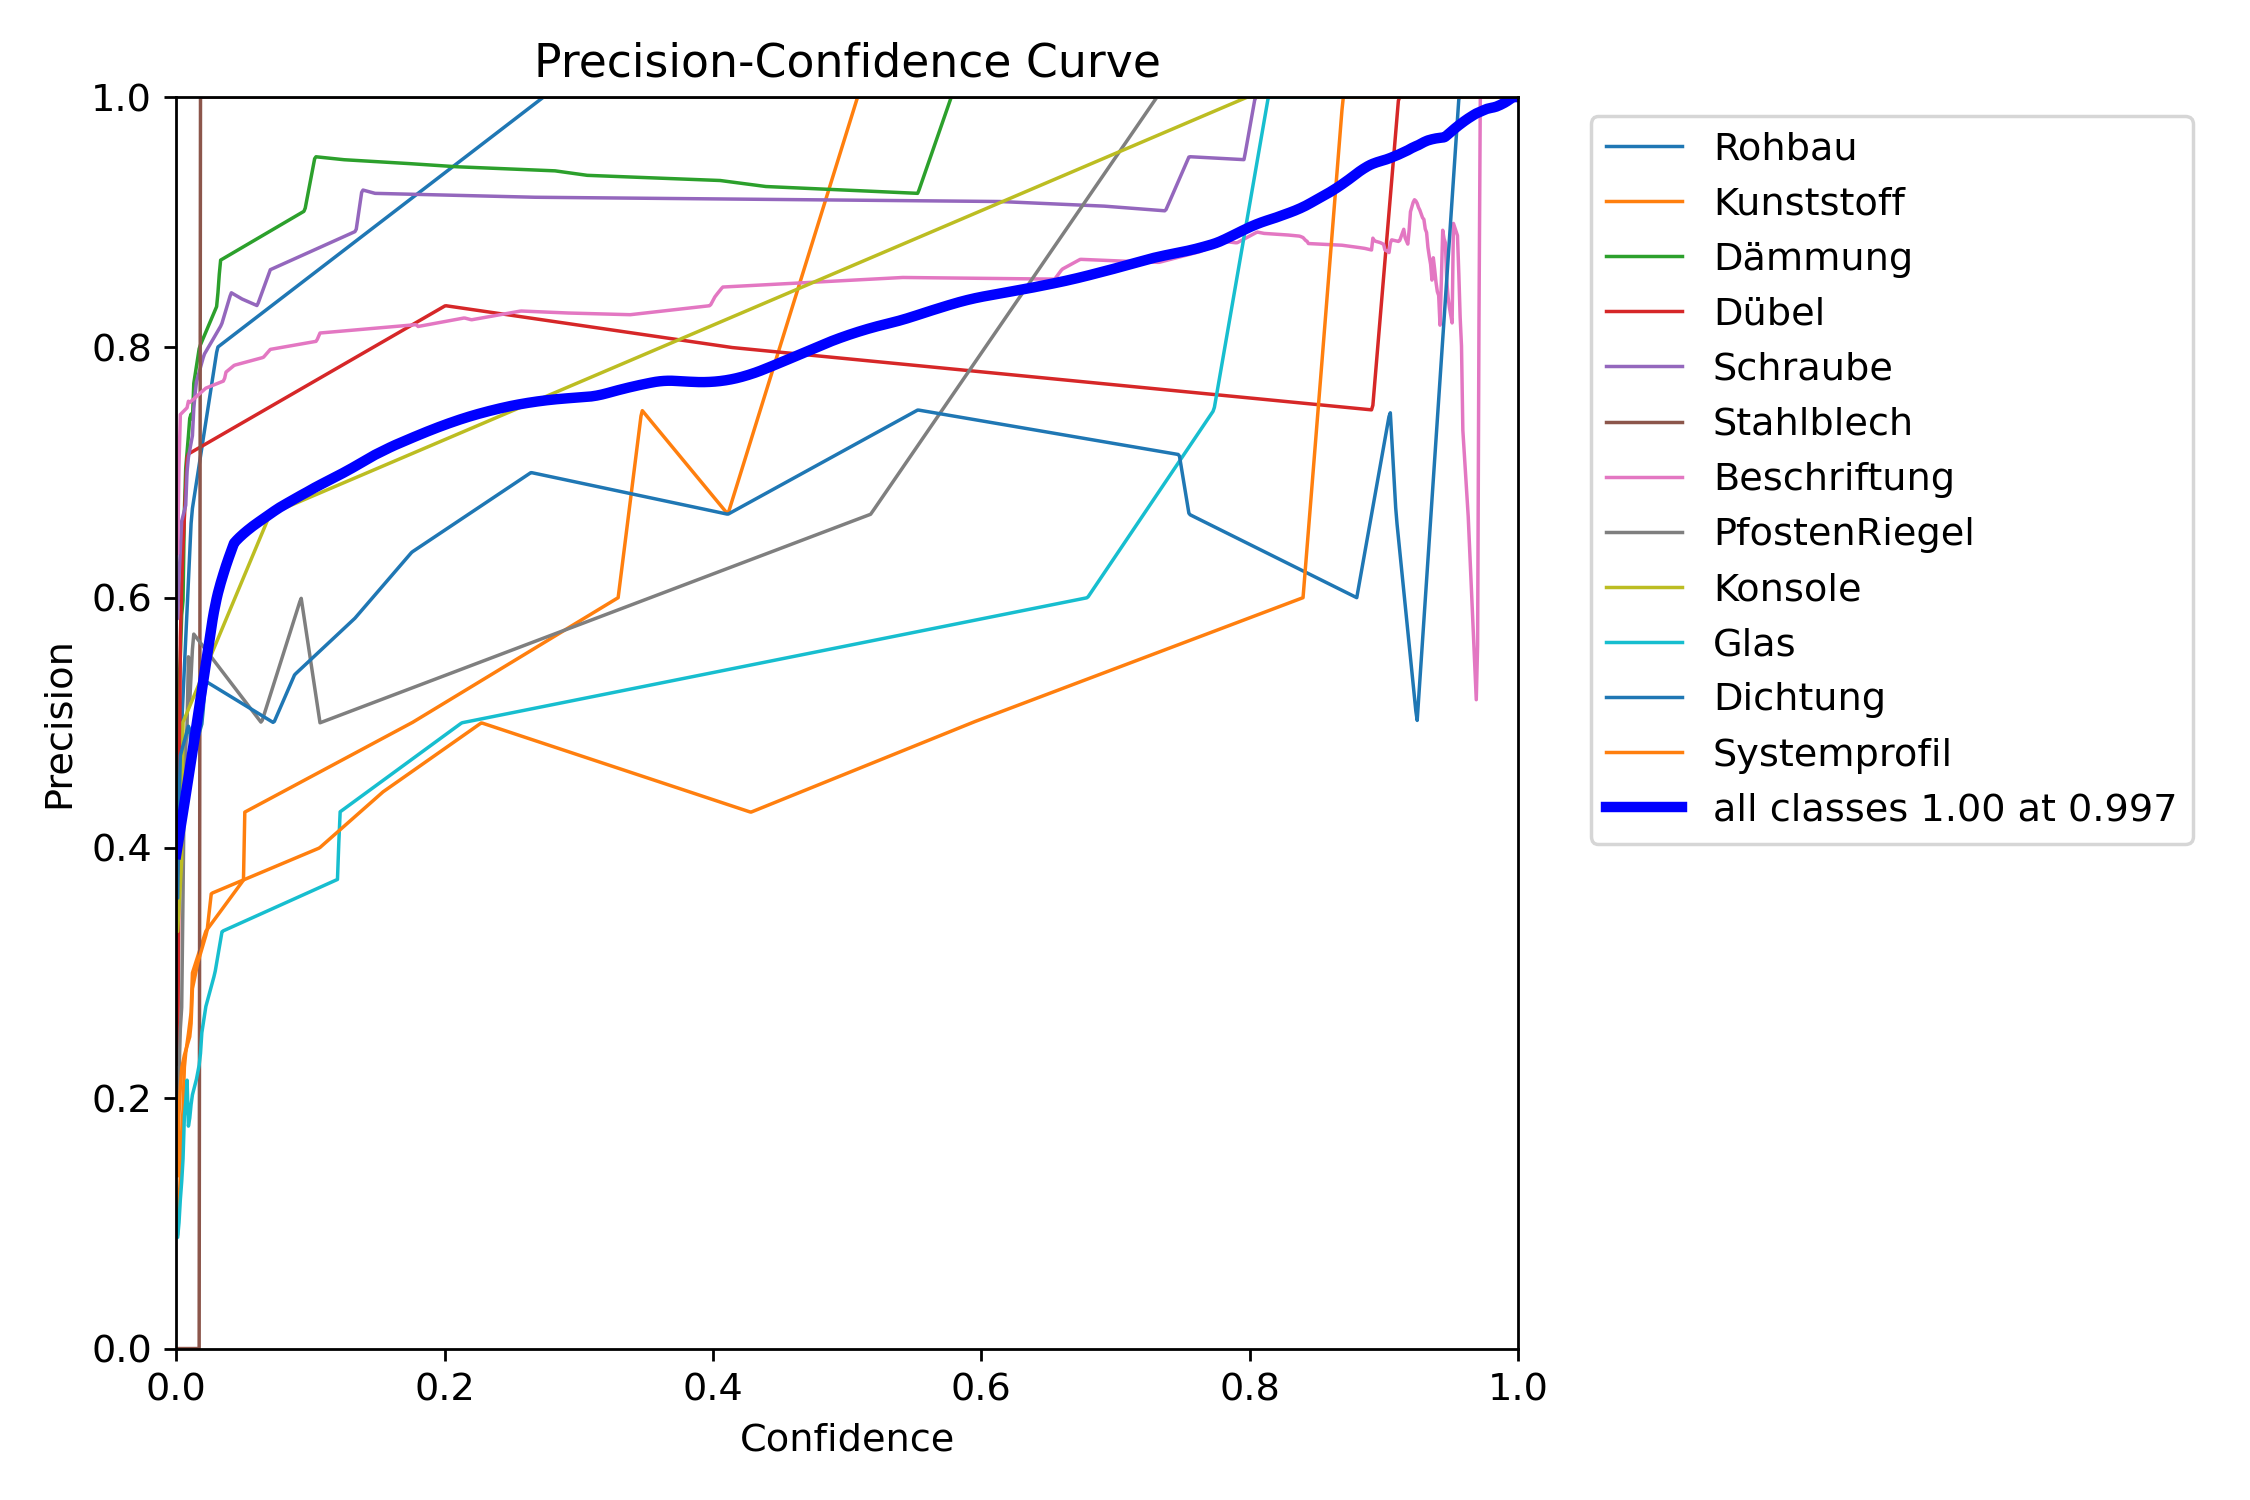 Precision-Confidence Curve
1.0
0.8
0.6
0.4
0.2
0.0
Precision
0.0 0.2 0.4 0.6 0.8 1.0
Confidence
Rohbau
Kunststoff
Dämmung
Dübel
Schraube
Stahlblech
Beschriftung
PfostenRiegel
Konsole
Glas
Dichtung
Systemprofil
all classes 1.00 at 0.997